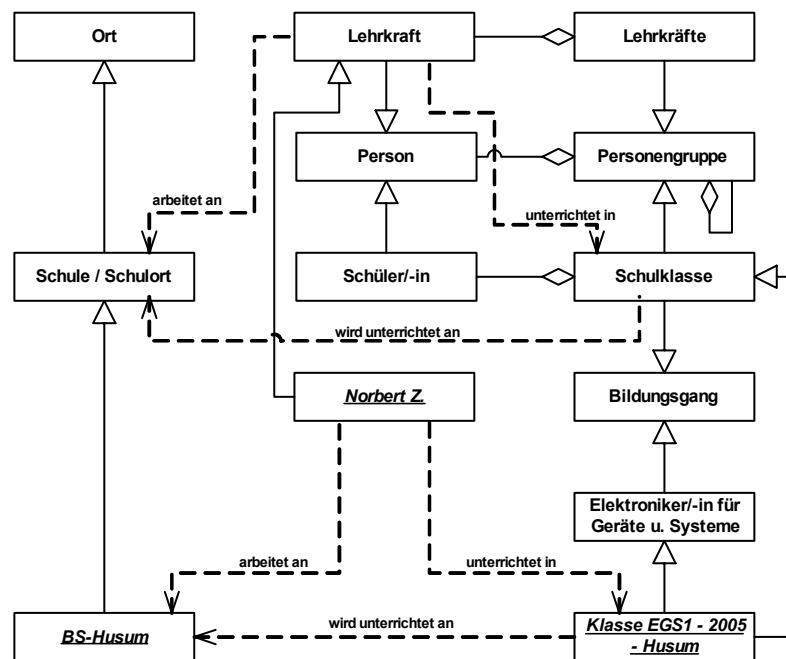 Ort
Lehrkraft
Lehrkräfte
Person
Personengruppe
arbeitet an
unterrichtet in
Schule / Schulort
Schüler/-in
Schulklasse
wird unterrichtet an
Norbert Z.
Bildungsgang
Elektroniker/-in für
Geräte u. Systeme
arbeitet an
unterrichtet in
BS-Husum
wird unterrichtet an
Klasse EGS1 - 2005
- Husum